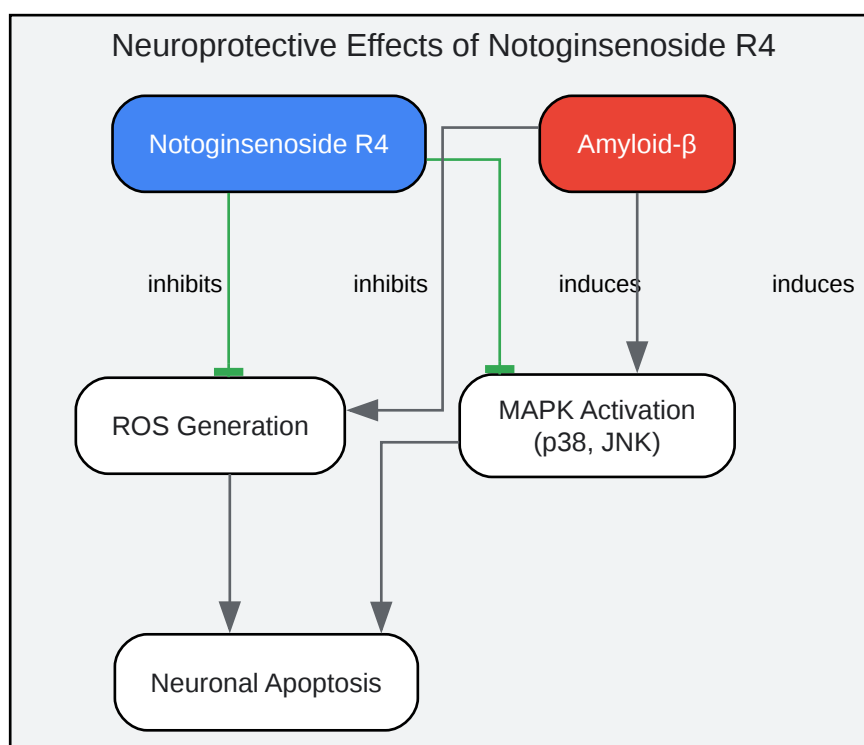 Neuroprotective Effects of Notoginsenoside R4
Notoginsenoside R4
Amyloid-β
inhibits
inhibits
induces
induces
ROS Generation
MAPK Activation
(p38, JNK)
Neuronal Apoptosis